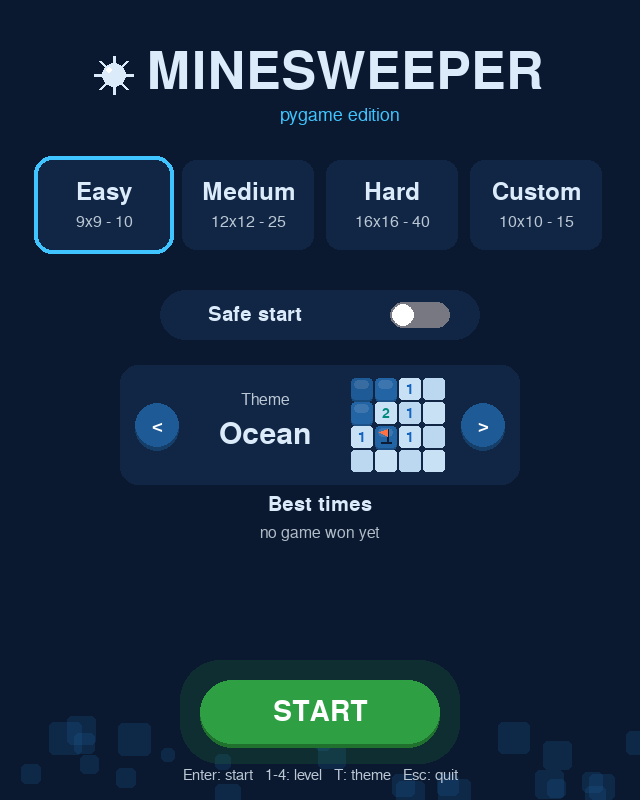 MINESWEEPER
pygame edition
Easy
9x9 - 10
Medium
12x12 - 25
Hard
16x16 - 40
Custom
10x10 - 15
Safe start
<
Theme
Ocean
1
2 1
1 1
>
Best times
no game won yet
START
Enter: start 1-4: level T: theme Esc: quit